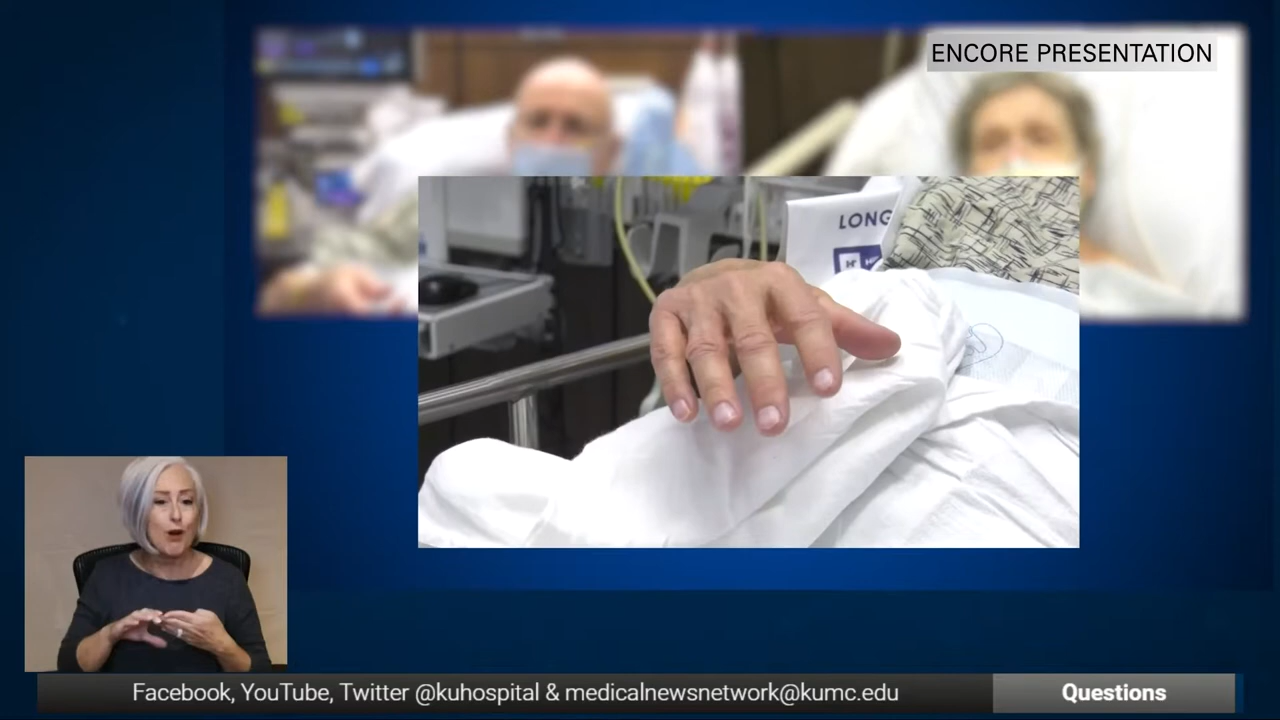 ENCORE PRESENTATION
LONG
Facebook, YouTube, Twitter @kuhospital & medicalnewsnetwork@kumc.edu
Questions